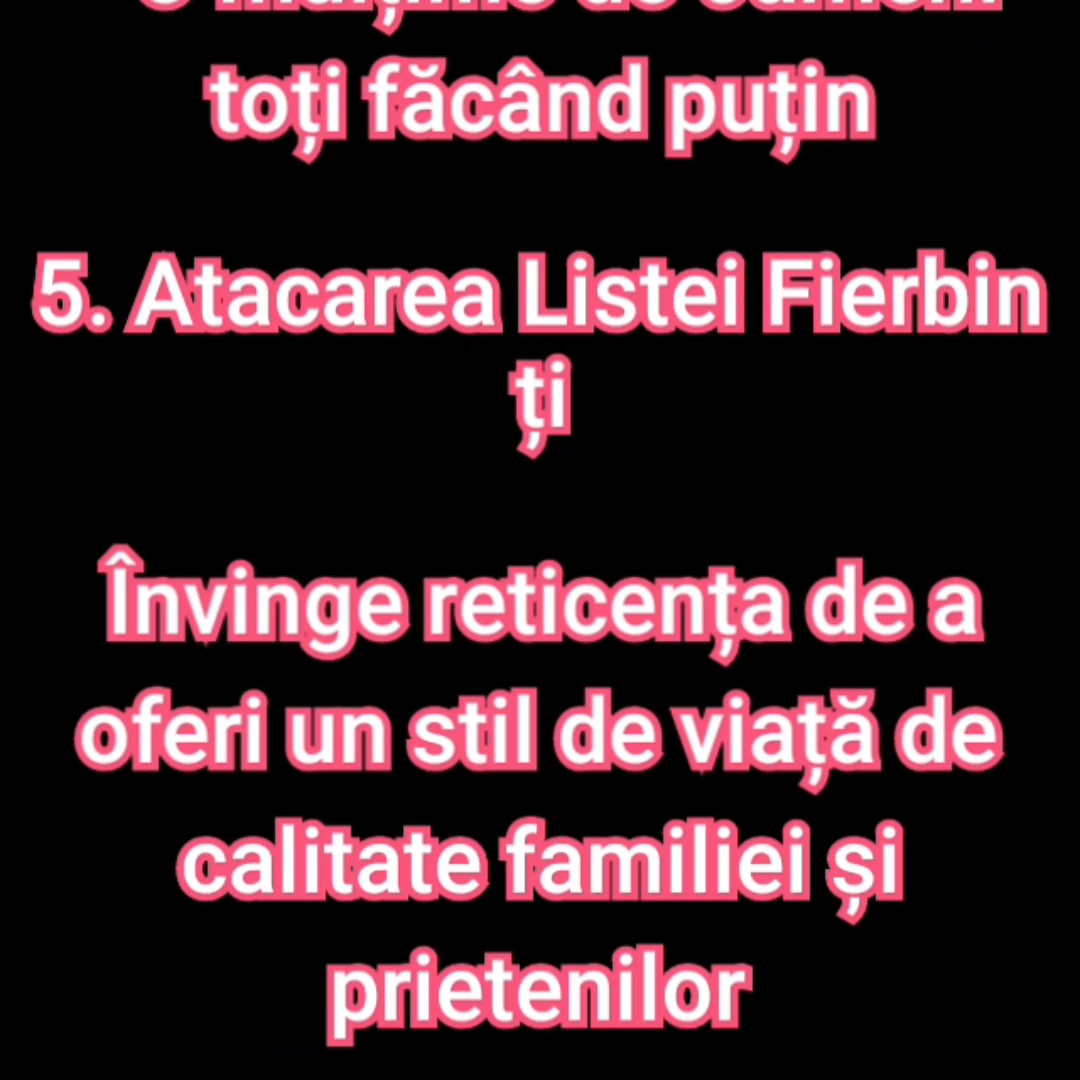 toți făcând puțin
5. Atacarea Listei Fierbin
ți
Învinge reticența de a
oferi un stil de viață de
calitate familiei și
prietenilor